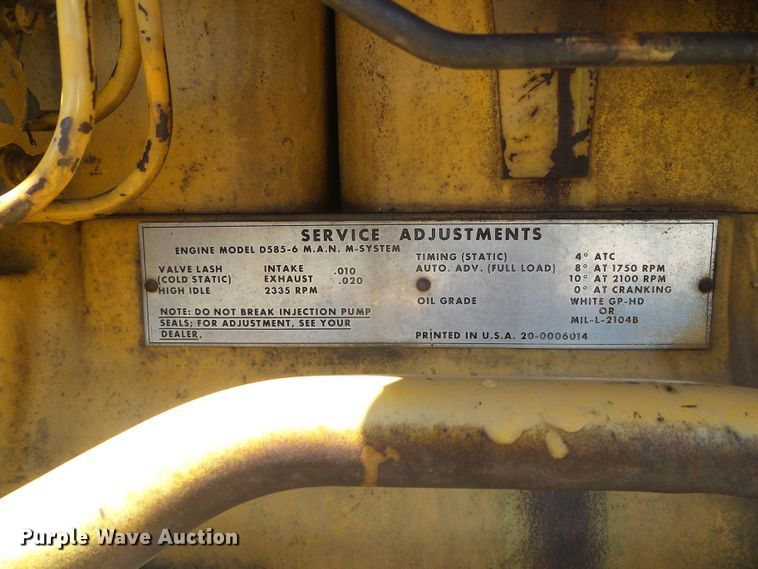 SERVICE ADJUSTMENTS
ENGINE MODEL D585-6 M.A.N. M-SYSTEM
VALVE LASH INTAKE .010
(COLD STATIC) EXHAUST .020
HIGH IDLE 2335 RPM
NOTE: DO NOT BREAK INJECTION PUMP
SEALS; FOR ADJUSTMENT, SEE YOUR
DEALER.
TIMING (STATIC) 4° ATC
AUTO. ADV. (FULL LOAD) 8° AT 1750 RPM
10° AT 2100 RPM
0° AT CRANKING
OIL GRADE WHITE GP-HD
OR
MIL-L-2104B
PRINTED IN U.S.A. 20-0006014
Purple Wave Auction